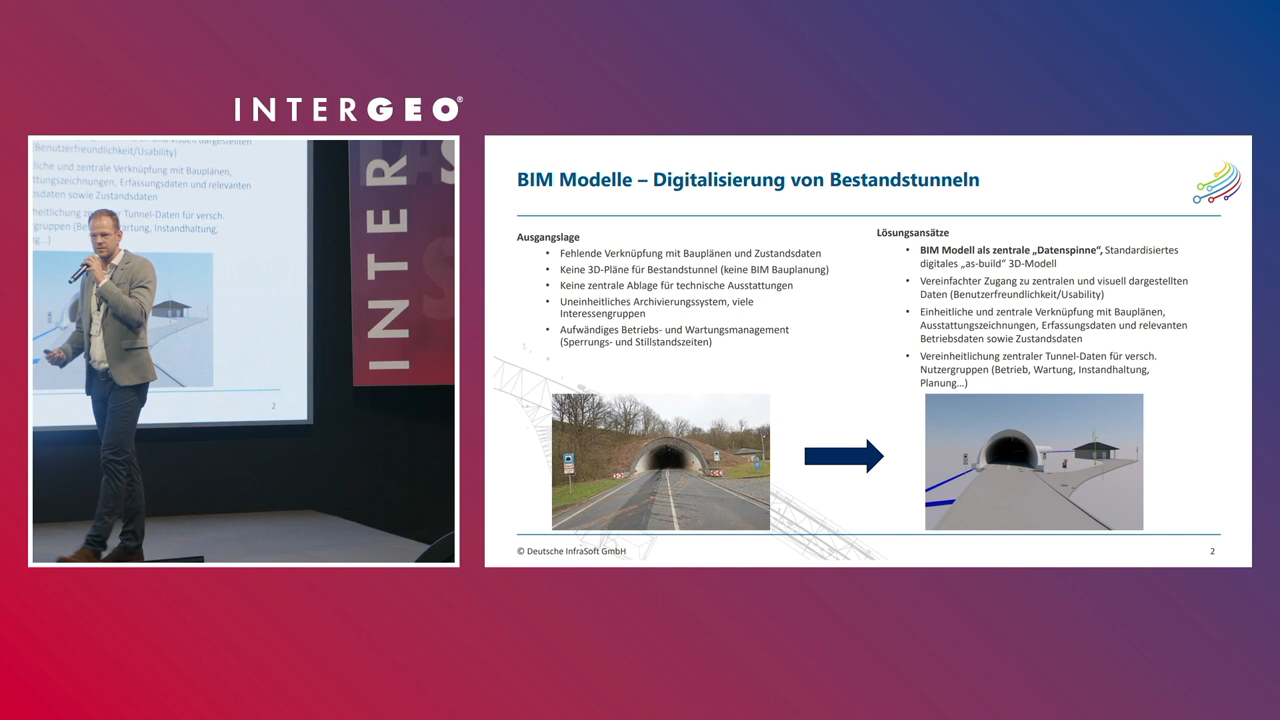 INTERGEO®
(Benutzerfreundlichkeit/Usability)
liche und zentrale Verknüpfung mit Bauplänen,
ttungszeichnungen, Erfassungsdaten und relevanten
sdaten sowie Zustandsdaten
heitlichung Tunnel-Daten für versch.
gruppen Wartung, Instandhaltung,
2
INTER
BIM Modelle – Digitalisierung von Bestandstunneln
Ausgangslage
• Fehlende Verknüpfung mit Bauplänen und Zustandsdaten
• Keine 3D-Pläne für Bestandstunnel (keine BIM Bauplanung)
• Keine zentrale Ablage für technische Ausstattungen
• Uneinheitliches Archivierungssystem, viele
Interessengruppen
• Aufwändiges Betriebs- und Wartungsmanagement
(Sperrungs- und Stillstandszeiten)
Lösungsansätze
• BIM Modell als zentrale „Datenspinne“, Standardisiertes
digitales „as-build“ 3D-Modell
• Vereinfachter Zugang zu zentralen und visuell dargestellten
Daten (Benutzerfreundlichkeit/Usability)
• Einheitliche und zentrale Verknüpfung mit Bauplänen,
Ausstattungszeichnungen, Erfassungsdaten und relevanten
Betriebsdaten sowie Zustandsdaten
• Vereinheitlichung zentraler Tunnel-Daten für versch.
Nutzergruppen (Betrieb, Wartung, Instandhaltung,
Planung…)
© Deutsche InfraSoft GmbH
2